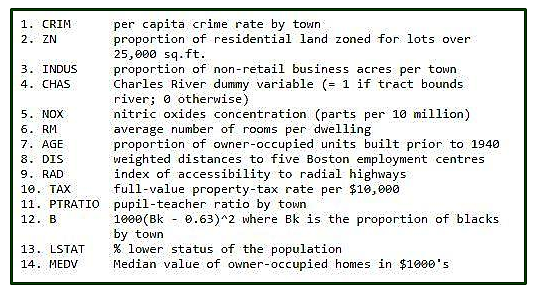 1. CRIM per capita crime rate by town
2. ZN proportion of residential land zoned for lots over
25,000 sq.ft.
3. INDUS proportion of non-retail business acres per town
4. CHAS Charles River dummy variable (= 1 if tract bounds
river; 0 otherwise)
5. NOX nitric oxides concentration (parts per 10 million)
6. RM average number of rooms per dwelling
7. AGE proportion of owner-occupied units built prior to 1940
8. DIS weighted distances to five Boston employment centres
9. RAD index of accessibility to radial highways
10. TAX full-value property-tax rate per $10,000
11. PTRATIO pupil-teacher ratio by town
12. B 1000(Bk - 0.63)^2 where Bk is the proportion of blacks
by town
13. LSTAT % lower status of the population
14. MEDV Median value of owner-occupied homes in $1000's